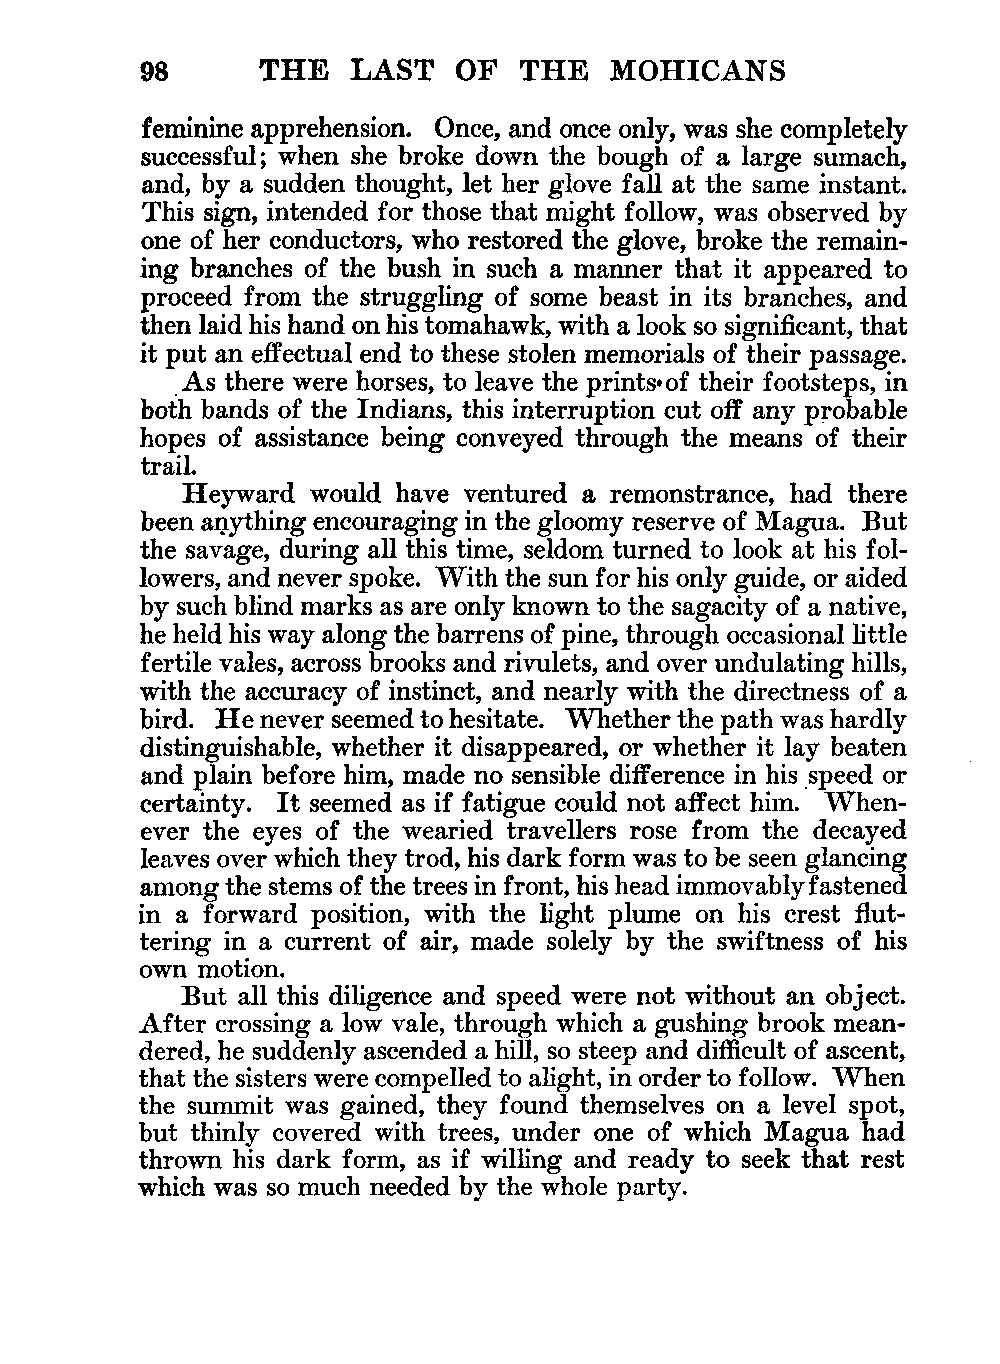 98 THE LAST OF THE MOHICANS
feminine apprehension. Once, and once only, was she completely
successful; when she broke down the bough of a large sumach,
and, by a sudden thought, let her glove fall at the same instant.
This sign, intended for those that might follow, was observed by
one of her conductors, who restored the glove, broke the remain-
ing branches of the bush in such a manner that it appeared to
proceed from the struggling of some beast in its branches, and
then laid his hand on his tomahawk, with a look so significant, that
it put an effectual end to these stolen memorials of their passage.
As there were horses, to leave the prints of their footsteps, in
both bands of the Indians, this interruption cut off any probable
hopes of assistance being conveyed through the means of their
trail.
Heyward would have ventured a remonstrance, had there
been anything encouraging in the gloomy reserve of Magua. But
the savage, during all this time, seldom turned to look at his fol-
lowers, and never spoke. With the sun for his only guide, or aided
by such blind marks as are only known to the sagacity of a native,
he held his way along the barrens of pine, through occasional little
fertile vales, across brooks and rivulets, and over undulating hills,
with the accuracy of instinct, and nearly with the directness of a
bird. He never seemed to hesitate. Whether the path was hardly
distinguishable, whether it disappeared, or whether it lay beaten
and plain before him, made no sensible difference in his speed or
certainty. It seemed as if fatigue could not affect him. When-
ever the eyes of the wearied travellers rose from the decayed
leaves over which they trod, his dark form was to be seen glancing
among the stems of the trees in front, his head immovably fastened
in a forward position, with the light plume on his crest flut-
tering in a current of air, made solely by the swiftness of his
own motion.
But all this diligence and speed were not without an object.
After crossing a low vale, through which a gushing brook mean-
dered, he suddenly ascended a hill, so steep and difficult of ascent,
that the sisters were compelled to alight, in order to follow. When
the summit was gained, they found themselves on a level spot,
but thinly covered with trees, under one of which Magua had
thrown his dark form, as if willing and ready to seek that rest
which was so much needed by the whole party.